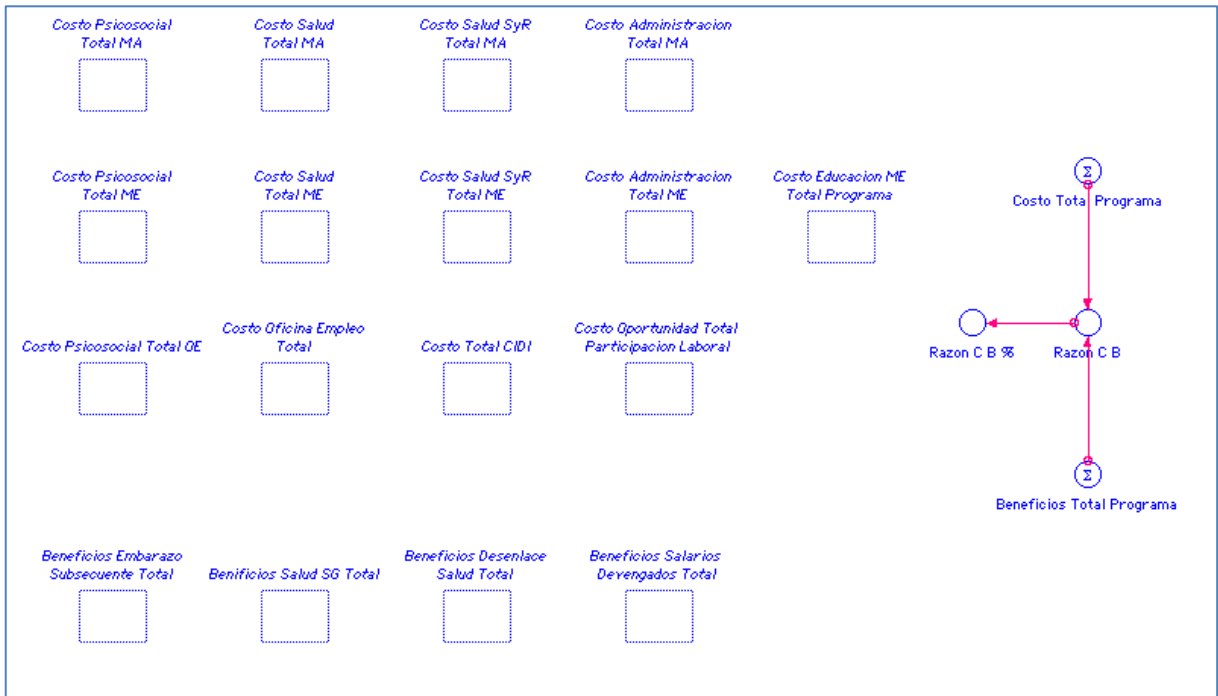 Costo Psicosocial
Total MA
Costo Salud
Total MA
Costo Salud SyR
Total MA
Costo Administracion
Total MA
Costo Psicosocial
Total ME
Costo Salud
Total ME
Costo Salud SyR
Total ME
Costo Administracion
Total ME
Costo Educacion ME
Total Programa
Σ
Costo Total Programa
Costo Psicosocial Total OE
Costo Oficina Empleo
Total
Costo Total CIDI
Costo Oportunidad Total
Participacion Laboral
Razon C B %
Razon C B
Σ
Beneficios Total Programa
Beneficios Embarazo
Subsecuente Total
Benificios Salud SG Total
Beneficios Desenlace
Salud Total
Beneficios Salarios
Devengados Total